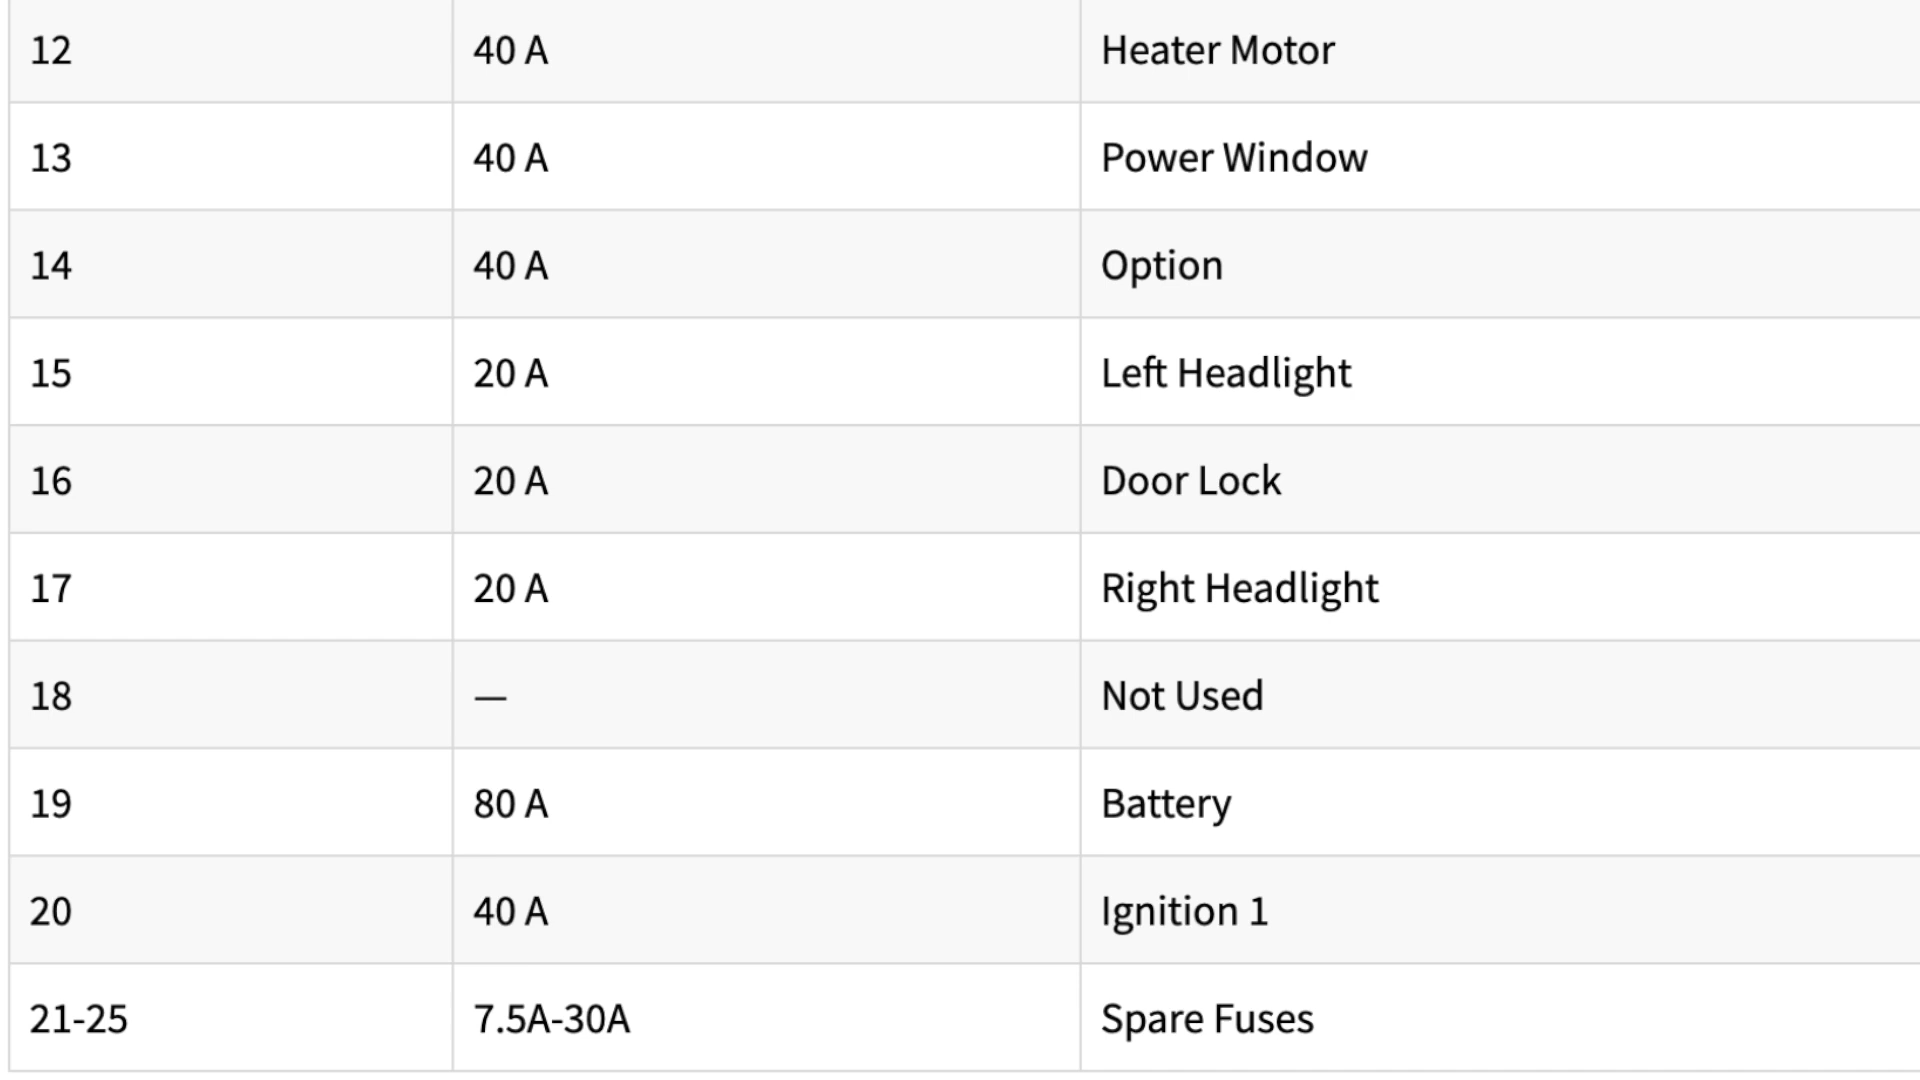 12 40 A Heater Motor
13 40 A Power Window
14 40 A Option
15 20 A Left Headlight
16 20 A Door Lock
17 20 A Right Headlight
18 — Not Used
19 80 A Battery
20 40 A Ignition 1
21-25 7.5A-30A Spare Fuses